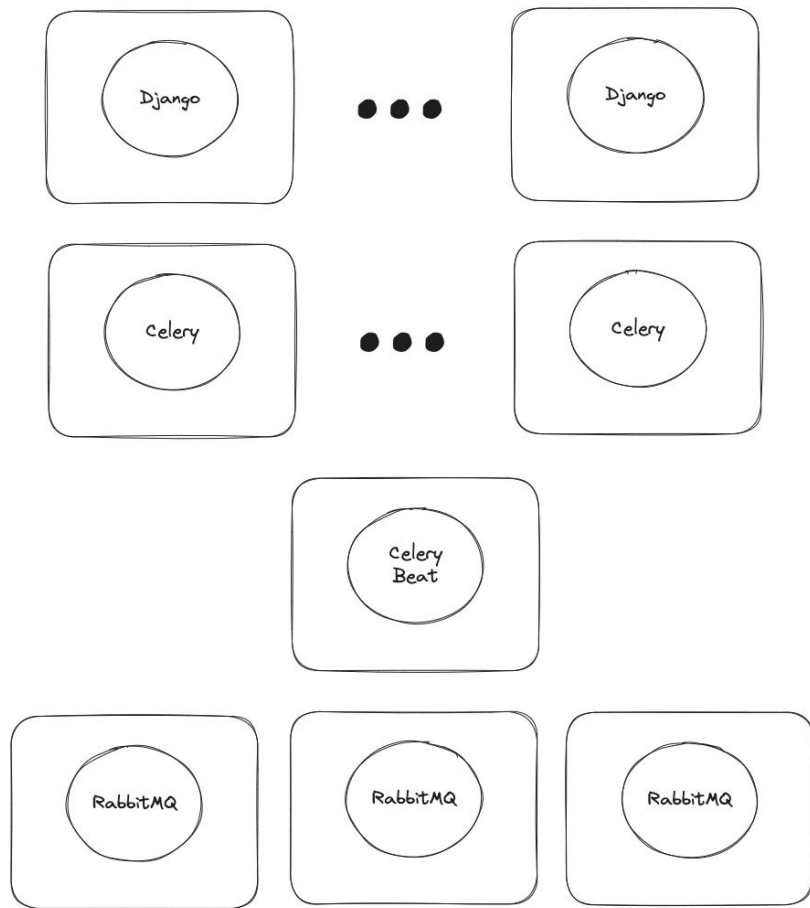 Django
Django
Celery
Celery
Celery
Beat
RabbitMQ
RabbitMQ
RabbitMQ